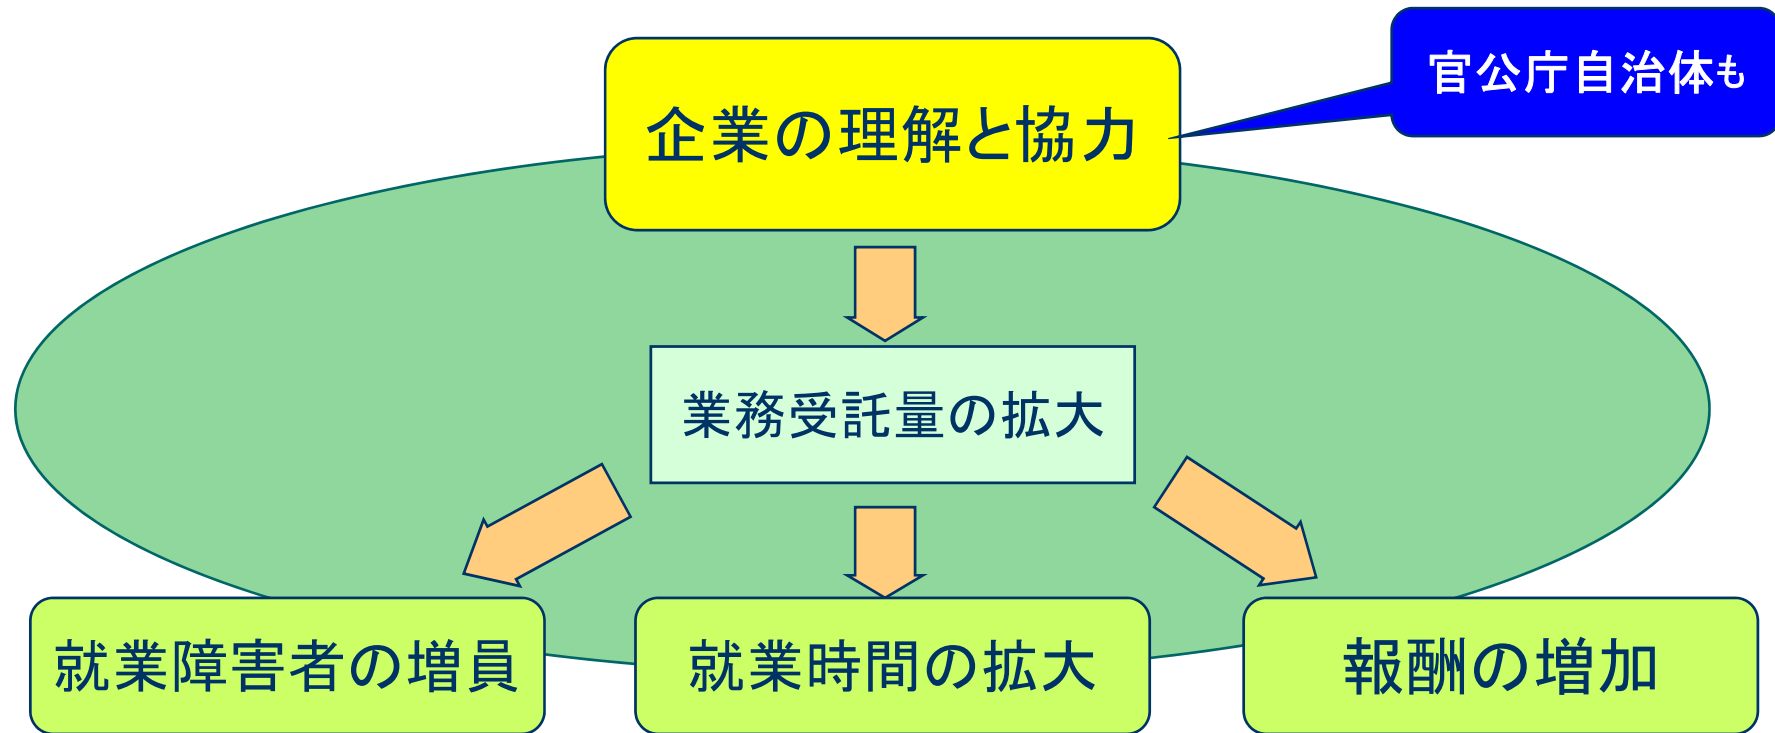 官公庁自治体も
企業の理解と協力
業務受託量の拡大
就業障害者の増員
就業時間の拡大
報酬の増加